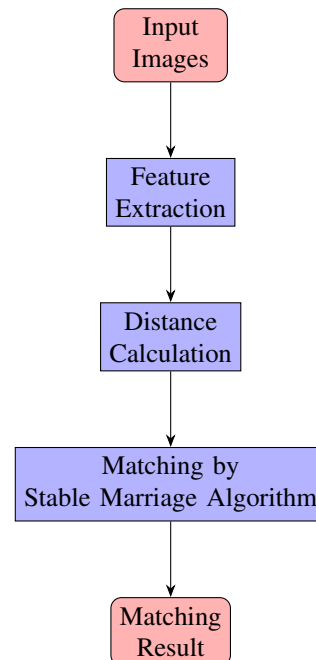 Input
Images
Feature
Extraction
Distance
Calculation
Matching by
Stable Marriage Algorithm
Matching
Result